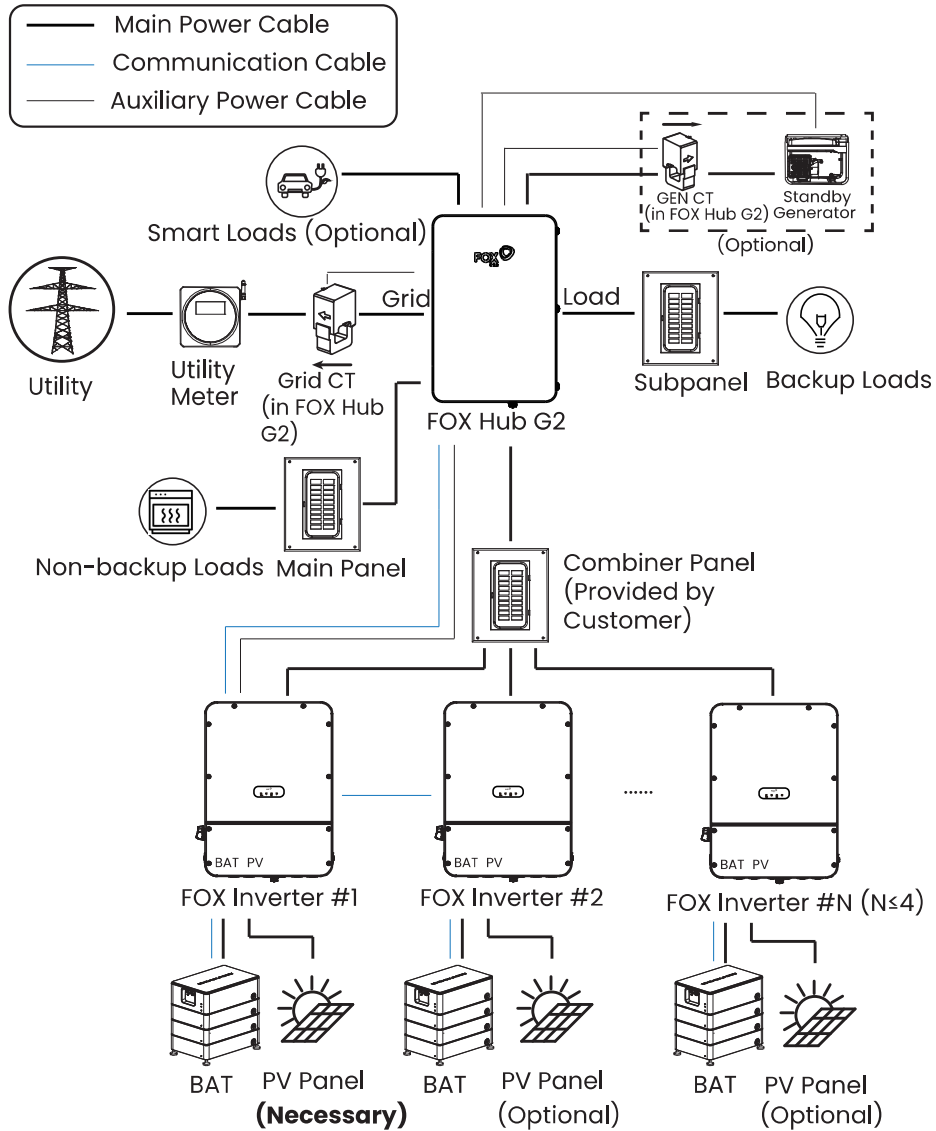 Main Power Cable
Communication Cable
Auxiliary Power Cable
GEN CT
(in FOX Hub G2)
Standby
Generator
(Optional)
Smart Loads (Optional)
FOX
Grid
Load
Utility
Utility
Meter
Grid CT
(in FOX Hub
G2)
FOX Hub G2
Subpanel
Backup Loads
Non-backup Loads
Main Panel
Combiner Panel
(Provided by
Customer)
......
BAT PV
BAT PV
BAT PV
FOX Inverter #1
FOX Inverter #2
FOX Inverter #N (N≤4)
BAT
PV Panel
(Necessary)
BAT
PV Panel
(Optional)
BAT
PV Panel
(Optional)